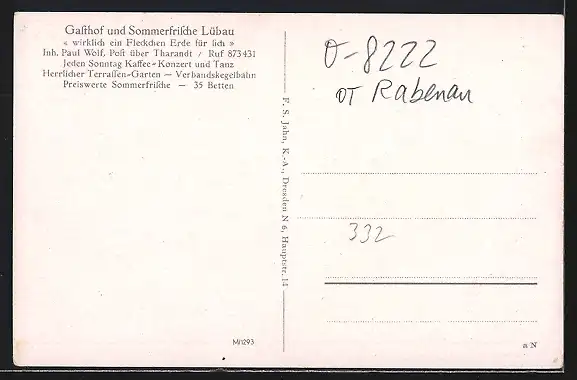 Gasthof und Sommerfrische Lübau
« wirklich ein Fleckchen Erde für sich »
Inh. Paul Wolf, Post über Tharandt / Ruf 873431
Jeden Sonntag Kaffee-Konzert und Tanz
Herrlicher Terrassen-Garten — Verbandskegelbahn
Preiswerte Sommerfrische — 35 Betten
F. S. Jahn, K.-A., Dresden N 6, Hauptstr. 14
O-8222
OT Rabenau
332
M/1293
n N